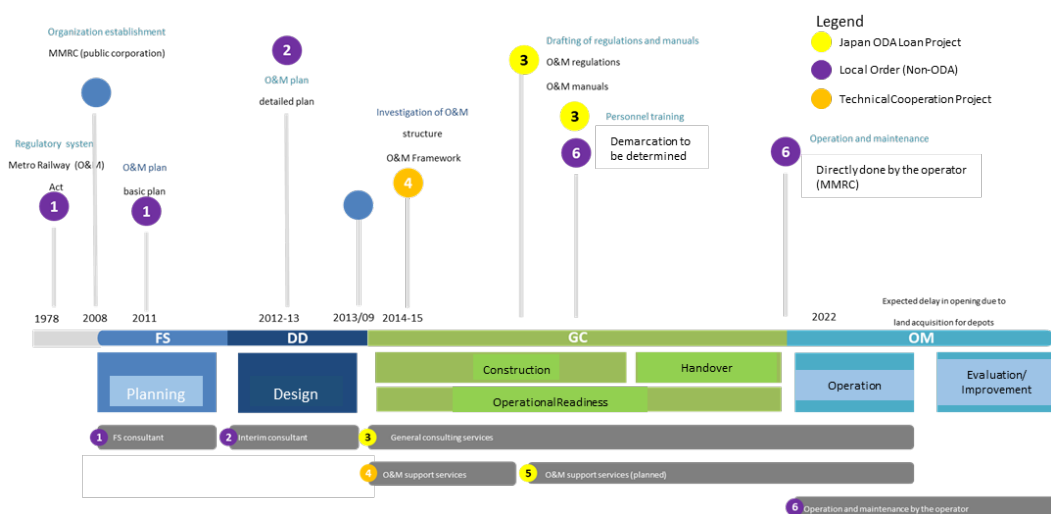 Organization establishment
MMRC (public corporation)
2
O&M plan
detailed plan
3
Drafting of regulations and manuals
O&M regulations
O&M manuals
Legend
Japan ODA Loan Project
Local Order (Non-ODA)
Technical Cooperation Project
Regulatory system
Metro Railway (O&M)
Act
1
O&M plan
basic plan
1
Investigation of O&M
structure
O&M Framework
4
3
Personnel training
6
Demarcation to
be determined
6
Operation and maintenance
Directly done by the operator
(MMRC)
1978
2008
2011
2012-13
2013/09
2014-15
2022
Expected delay in opening due to
land acquisition for depots
FS
DD
GC
OM
Planning
Design
Construction
Handover
OperationalReadiness
Operation
Evaluation/
Improvement
1 FS consultant
2 Interim consultant
3 General consulting services
4 O&M support services
5 O&M support services (planned)
6 Operation and maintenance by the operator